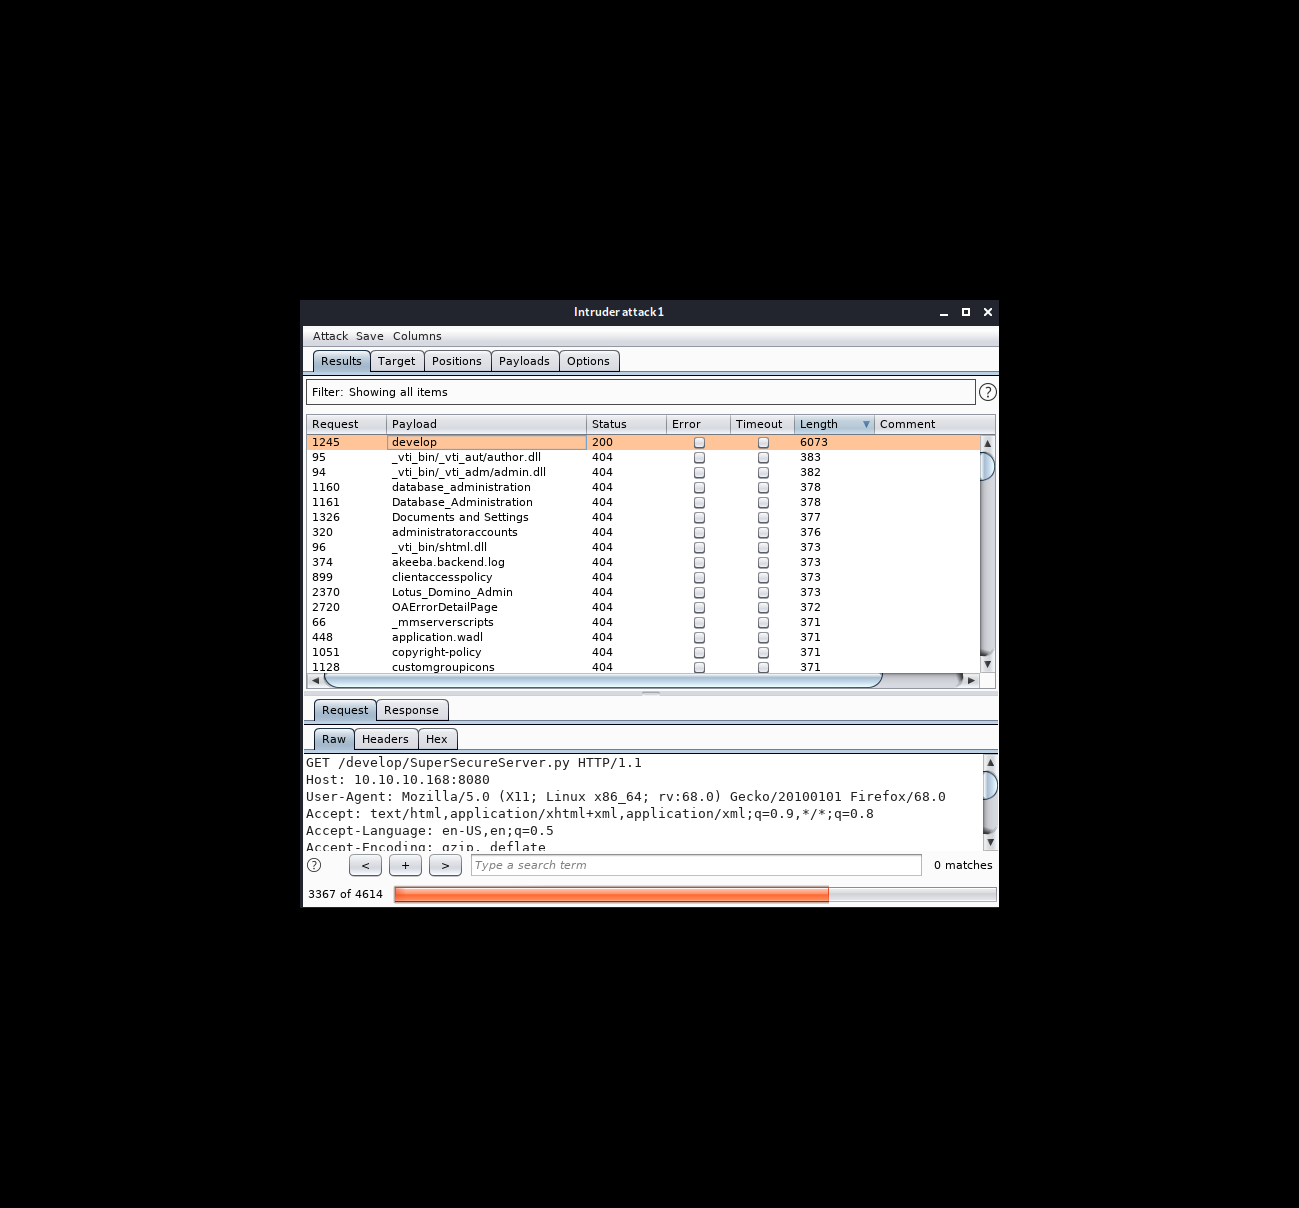 Intruder attack1
Attack Save Columns
Results Target Positions Payloads Options
Filter: Showing all items ?
Request Payload Status Error Timeout Length ▼ Comment
1245 develop 200 6073
95 _vti_bin/_vti_aut/author.dll 404 383
94 _vti_bin/_vti_adm/admin.dll 404 382
1160 database_administration 404 378
1161 Database_Administration 404 378
1326 Documents and Settings 404 377
320 administratoraccounts 404 376
96 _vti_bin/shtml.dll 404 373
374 akeeba.backend.log 404 373
899 clientaccesspolicy 404 373
2370 Lotus_Domino_Admin 404 373
2720 OAErrorDetailPage 404 372
66 _mmserverscripts 404 371
448 application.wadl 404 371
1051 copyright-policy 404 371
1128 customgroupicons 404 371
Request Response
Raw Headers Hex
GET /develop/SuperSecureServer.py HTTP/1.1
Host: 10.10.10.168:8080
User-Agent: Mozilla/5.0 (X11; Linux x86_64; rv:68.0) Gecko/20100101 Firefox/68.0
Accept: text/html,application/xhtml+xml,application/xml;q=0.9,*/*;q=0.8
Accept-Language: en-US,en;q=0.5
Accept-Encoding: gzip, deflate
? < + > Type a search term 0 matches
3367 of 4614